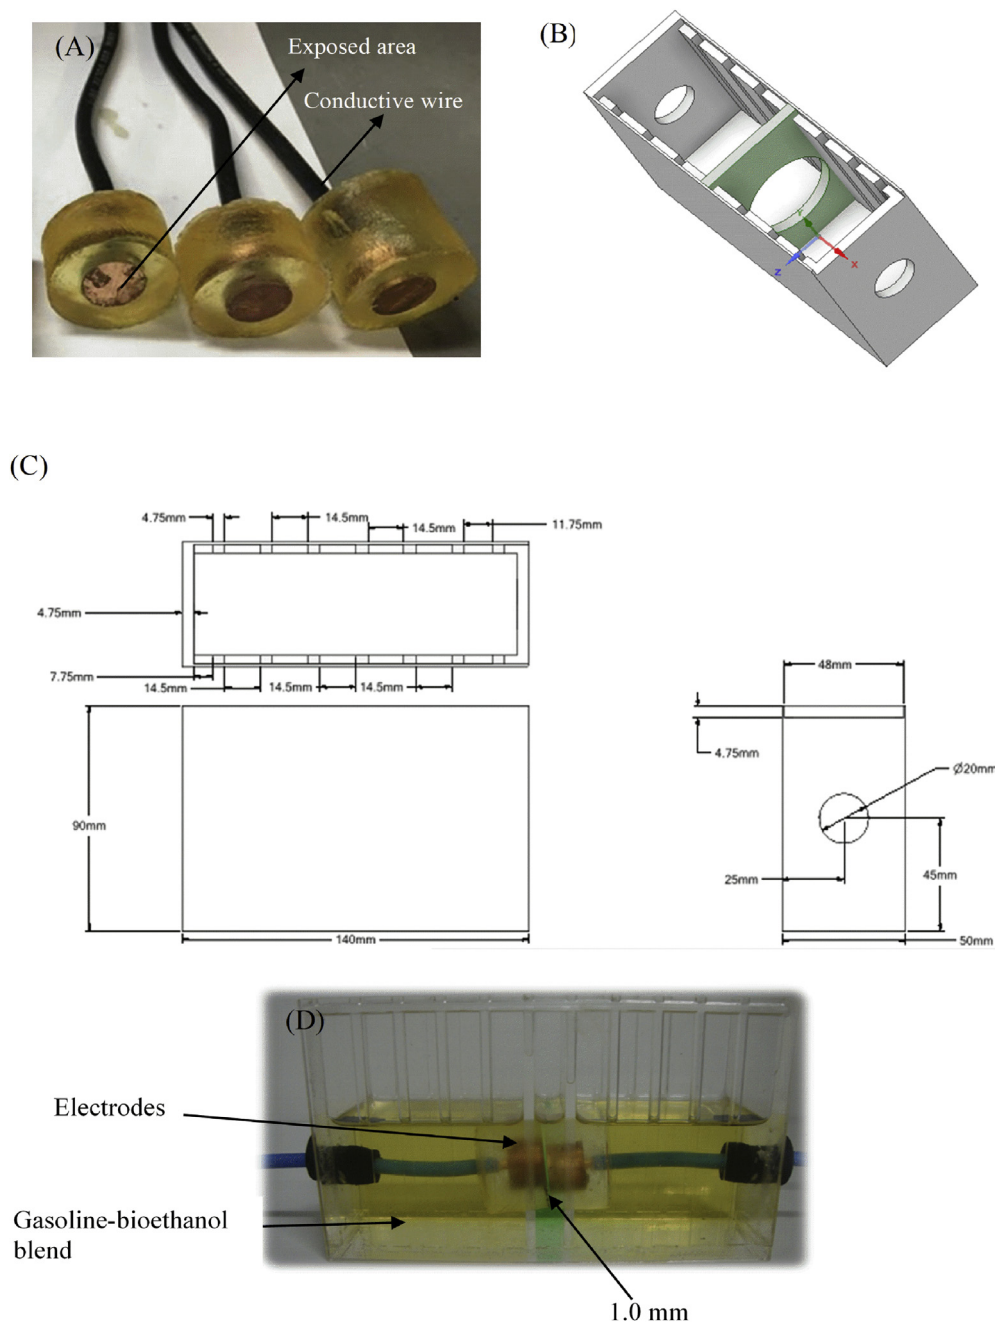 (A)
Exposed area
Conductive wire
(B)
Y
X
Z
(C)
4.75mm
14.5mm
14.5mm
11.75mm
4.75mm
7.75mm
14.5mm
14.5mm
14.5mm
48mm
4.75mm
Ø20mm
90mm
25mm
45mm
140mm
50mm
(D)
Electrodes
Gasoline-bioethanol
blend
1.0 mm